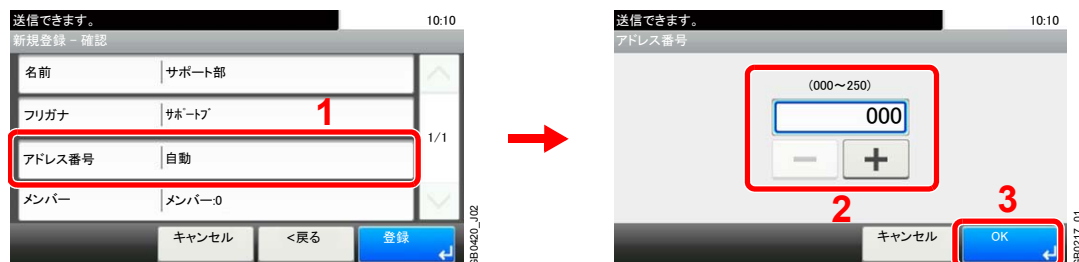 送信できます。
10:10
新規登録 - 確認
名前
サポート部
フリガナ
ｻﾎﾟｰﾄﾌﾞ
1
1/1
アドレス番号
自動
メンバー
メンバー:0
キャンセル
<戻る
登録
GB0420_J02
送信できます。
10:10
アドレス番号
(000～250)
000
－
+
2
3
キャンセル
OK
GB0217_01